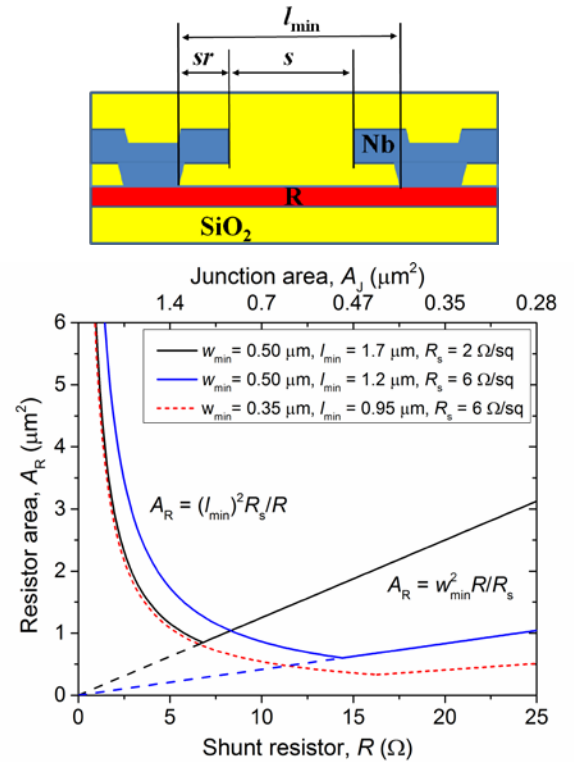 l_min
sr s
Nb
R
SiO₂
Junction area, A_J (μm²)
1.4 0.7 0.47 0.35 0.28
w_min = 0.50 μm, l_min = 1.7 μm, R_s = 2 Ω/sq
w_min = 0.50 μm, l_min = 1.2 μm, R_s = 6 Ω/sq
w_min = 0.35 μm, l_min = 0.95 μm, R_s = 6 Ω/sq
A_R = (l_min)²R_s/R
A_R = w²_min R/R_s
Resistor area, A_R (μm²)
6
5
4
3
2
1
0
0 5 10 15 20 25
Shunt resistor, R (Ω)